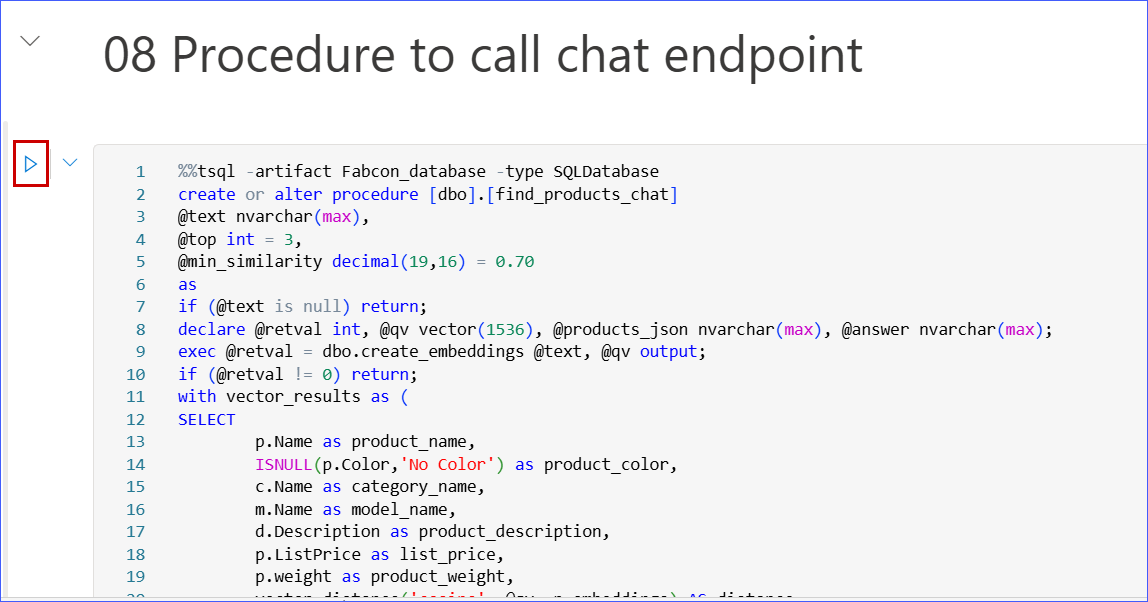 08 Procedure to call chat endpoint
1 %%tsql -artifact Fabcon_database -type SQLDatabase
2 create or alter procedure [dbo].[find_products_chat]
3 @text nvarchar(max),
4 @top int = 3,
5 @min_similarity decimal(19,16) = 0.70
6 as
7 if (@text is null) return;
8 declare @retval int, @qv vector(1536), @products_json nvarchar(max), @answer nvarchar(max);
9 exec @retval = dbo.create_embeddings @text, @qv output;
10 if (@retval != 0) return;
11 with vector_results as (
12 SELECT
13 p.Name as product_name,
14 ISNULL(p.Color,'No Color') as product_color,
15 c.Name as category_name,
16 m.Name as model_name,
17 d.Description as product_description,
18 p.ListPrice as list_price,
19 p.weight as product_weight,